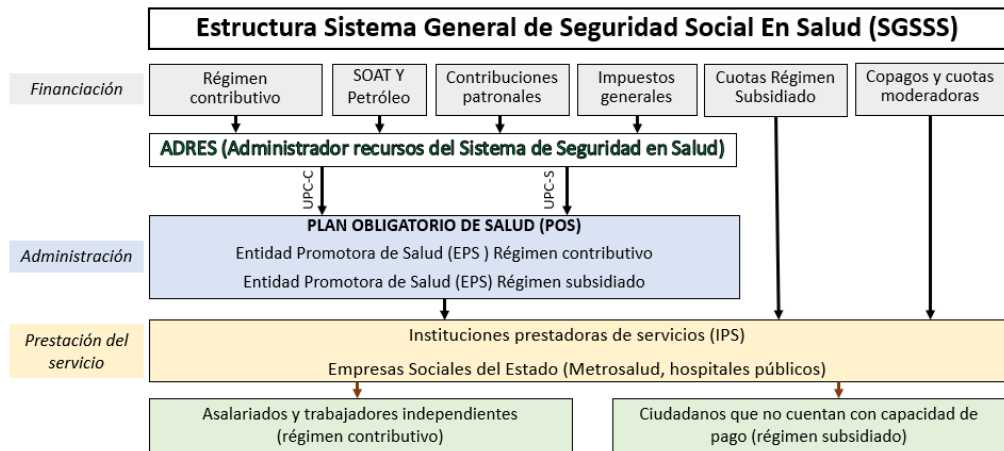 Estructura Sistema General de Seguridad Social En Salud (SGSSS)
Financiación
Régimen
contributivo
SOAT Y
Petróleo
Contribuciones
patronales
Impuestos
generales
Cuotas Régimen
Subsidiado
Copagos y cuotas
moderadoras
ADRES (Administrador recursos del Sistema de Seguridad en Salud)
UPC-C
UPC-S
Administración
PLAN OBLIGATORIO DE SALUD (POS)
Entidad Promotora de Salud (EPS ) Régimen contributivo
Entidad Promotora de Salud (EPS) Régimen subsidiado
Prestación del
servicio
Instituciones prestadoras de servicios (IPS)
Empresas Sociales del Estado (Metrosalud, hospitales públicos)
Asalariados y trabajadores independientes
(régimen contributivo)
Ciudadanos que no cuentan con capacidad de
pago (régimen subsidiado)